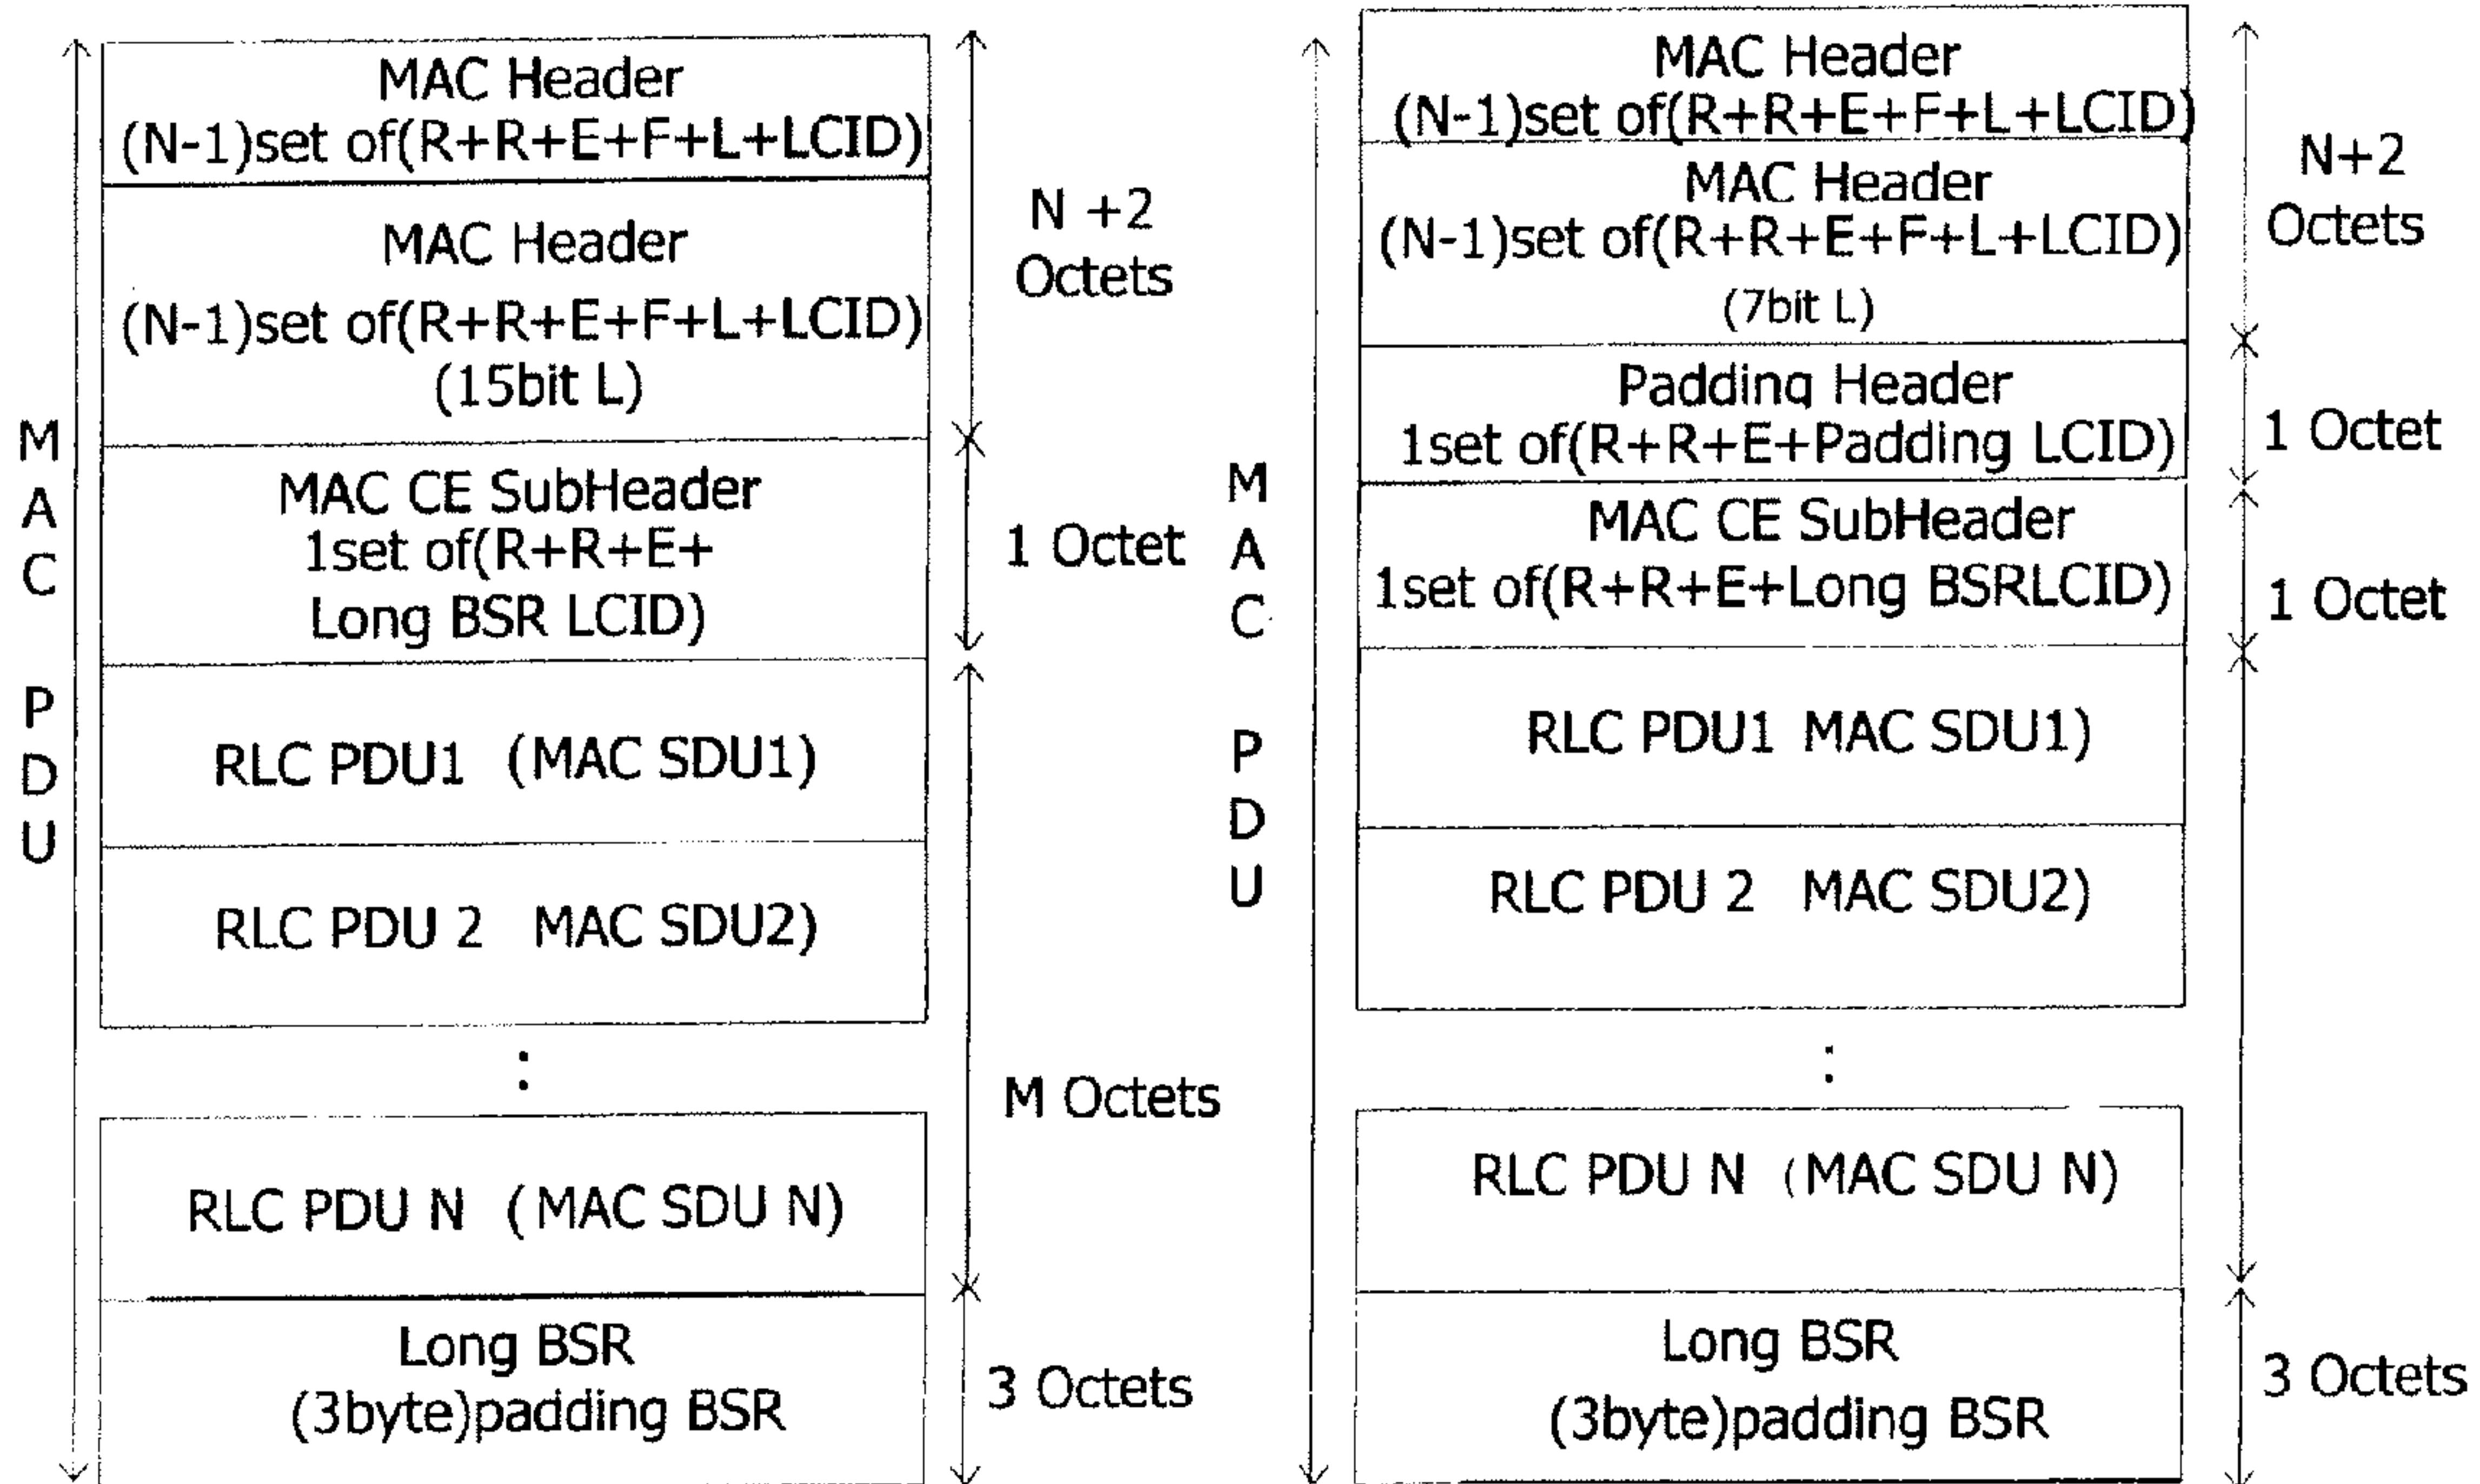 MAC Header
(N-1)set of(R+R+E+F+L+LCID)
MAC Header
(N-1)set of(R+R+E+F+L+LCID)
(15bit L)
MAC CE SubHeader
1set of(R+R+E+
Long BSR LCID)
RLC PDU1 (MAC SDU1)
RLC PDU 2 MAC SDU2)
:
RLC PDU N (MAC SDU N)
Long BSR
(3byte)padding BSR
M
A
C
P
D
U
N +2
Octets
1 Octet
M Octets
3 Octets
MAC Header
(N-1)set of(R+R+E+F+L+LCID)
MAC Header
(N-1)set of(R+R+E+F+L+LCID)
(7bit L)
Padding Header
1set of(R+R+E+Padding LCID)
MAC CE SubHeader
1set of(R+R+E+Long BSRLCID)
RLC PDU1 MAC SDU1)
RLC PDU 2 MAC SDU2)
:
RLC PDU N (MAC SDU N)
Long BSR
(3byte)padding BSR
M
A
C
P
D
U
N+2
Octets
1 Octet
1 Octet
3 Octets